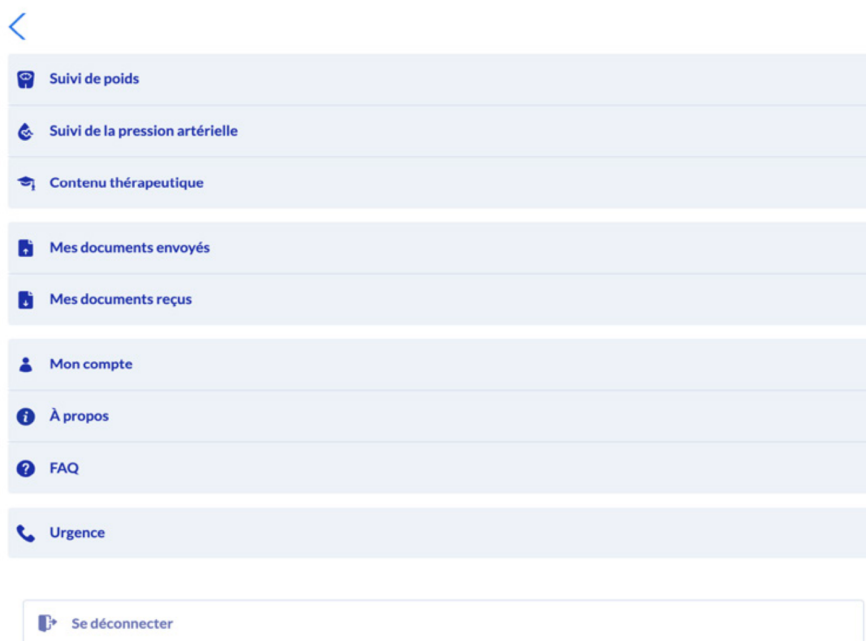 Suivi de poids
Suivi de la pression artérielle
Contenu thérapeutique
Mes documents envoyés
Mes documents reçus
Mon compte
À propos
FAQ
Urgence
Se déconnecter